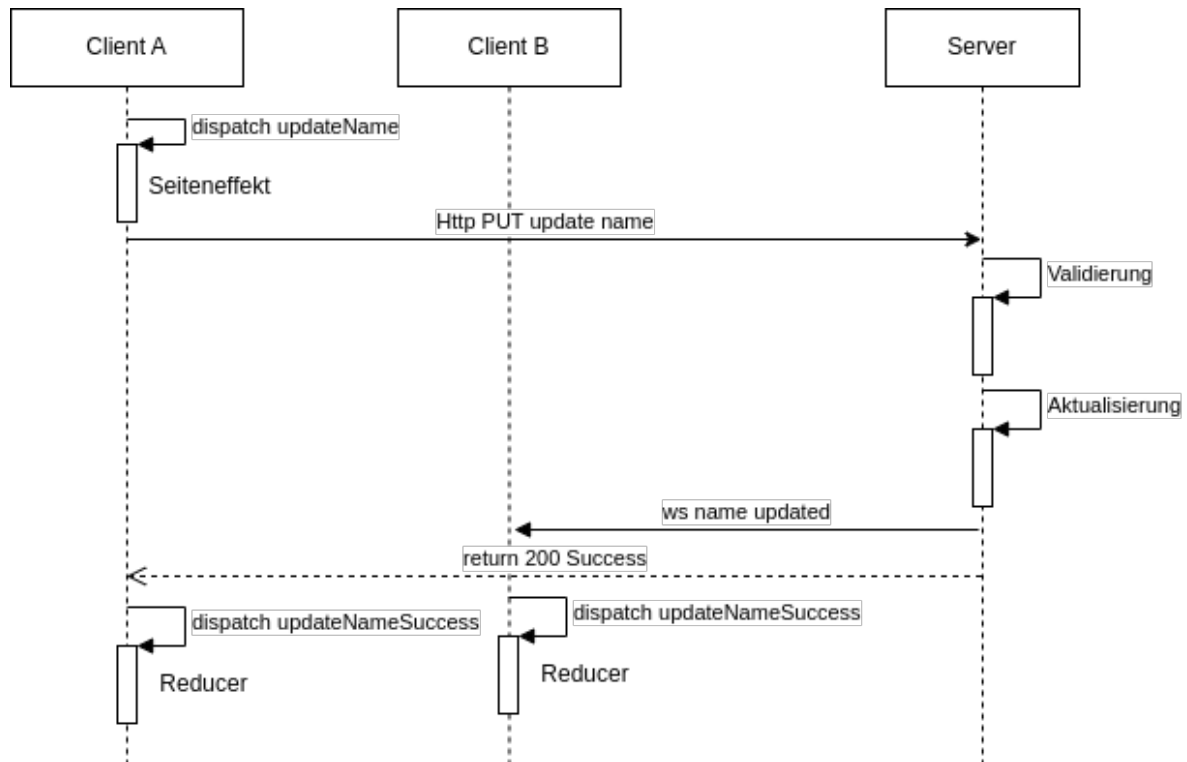 Client A
Client B
Server
dispatch updateName
Seiteneffekt
Http PUT update name
Validierung
Aktualisierung
ws name updated
return 200 Success
dispatch updateNameSuccess
dispatch updateNameSuccess
Reducer
Reducer